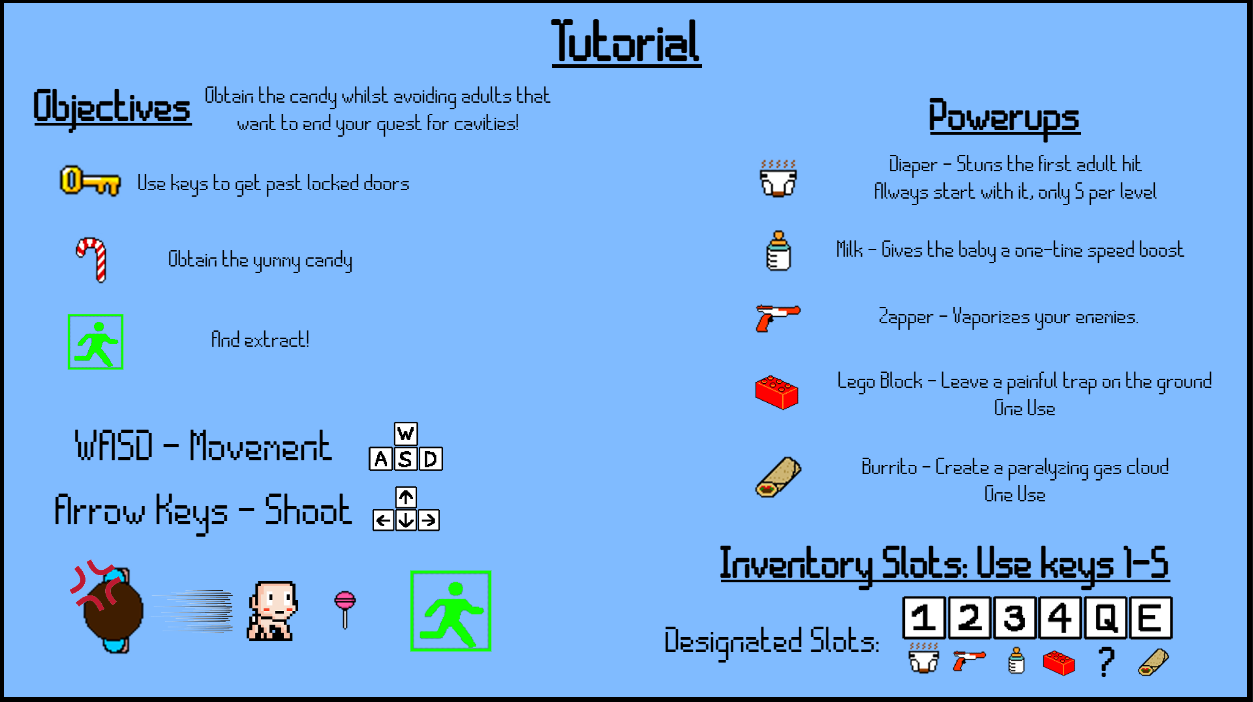 Tutorial
Objectives
Obtain the candy whilst avoiding adults that
want to end your quest for cavities!
Use keys to get past locked doors
Obtain the yummy candy
And extract!
WASD - Movement
W
A S D
Arrow Keys - Shoot
↑
← ↓ →
Powerups
Diaper - Stuns the first adult hit
Always start with it, only 5 per level
Milk - Gives the baby a one-time speed boost
Zapper - Vaporizes your enemies.
Lego Block - Leave a painful trap on the ground
One Use
Burrito - Create a paralyzing gas cloud
One Use
Inventory Slots: Use keys 1-5
1 2 3 4 Q E
Designated Slots:
?